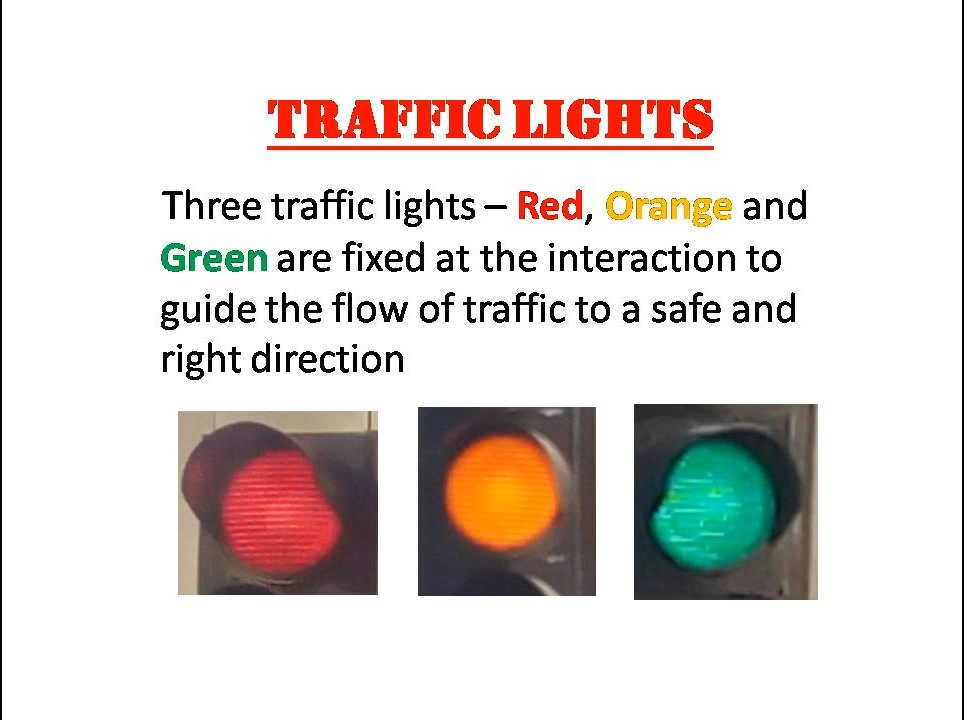 TRAFFIC LIGHTS
Three traffic lights – Red, Orange and
Green are fixed at the interaction to
guide the flow of traffic to a safe and
right direction